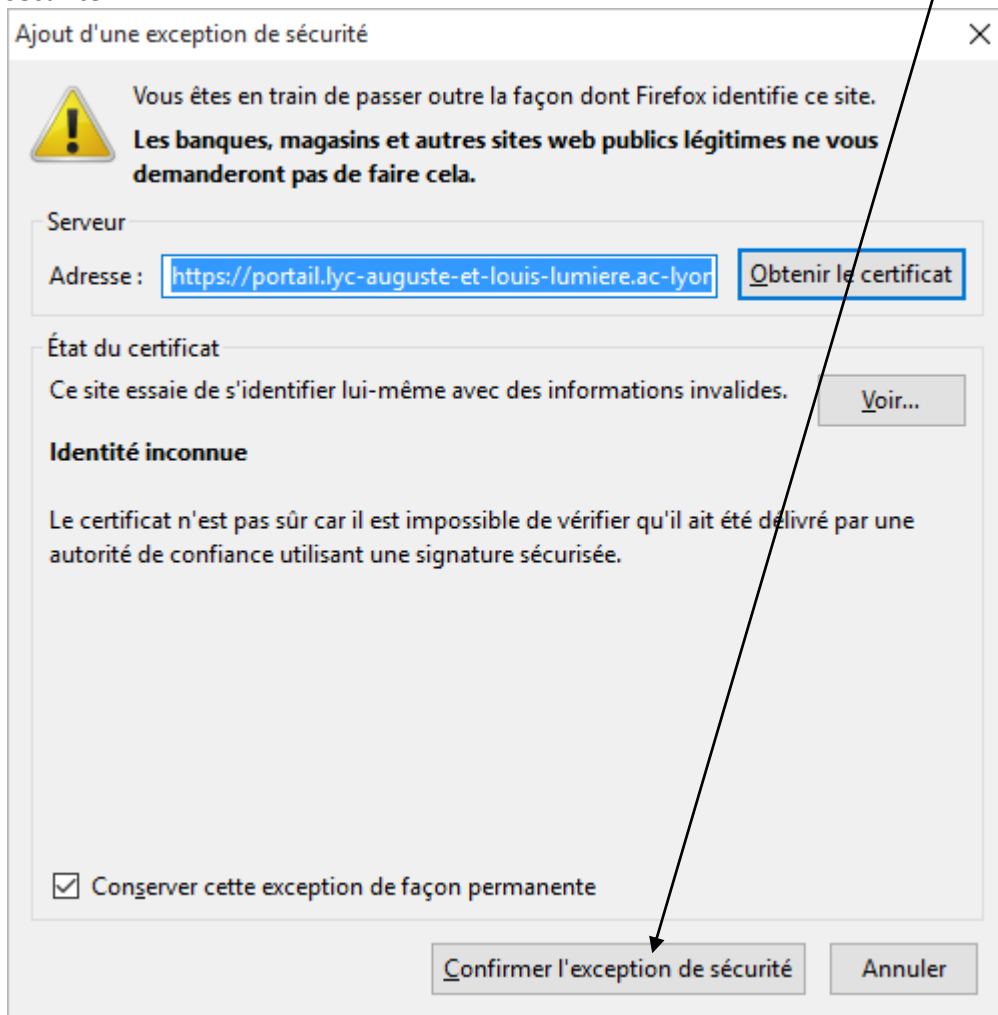 Ajout d'une exception de sécurité
Vous êtes en train de passer outre la façon dont Firefox identifie ce site.
Les banques, magasins et autres sites web publics légitimes ne vous
demanderont pas de faire cela.
Serveur
Adresse :
https://portail.lyc-auguste-et-louis-lumiere.ac-lyon
Obtenir le certificat
État du certificat
Ce site essaie de s'identifier lui-même avec des informations invalides.
Voir...
Identité inconnue
Le certificat n'est pas sûr car il est impossible de vérifier qu'il ait été délivré par une
autorité de confiance utilisant une signature sécurisée.
Conserver cette exception de façon permanente
Confirmer l'exception de sécurité
Annuler